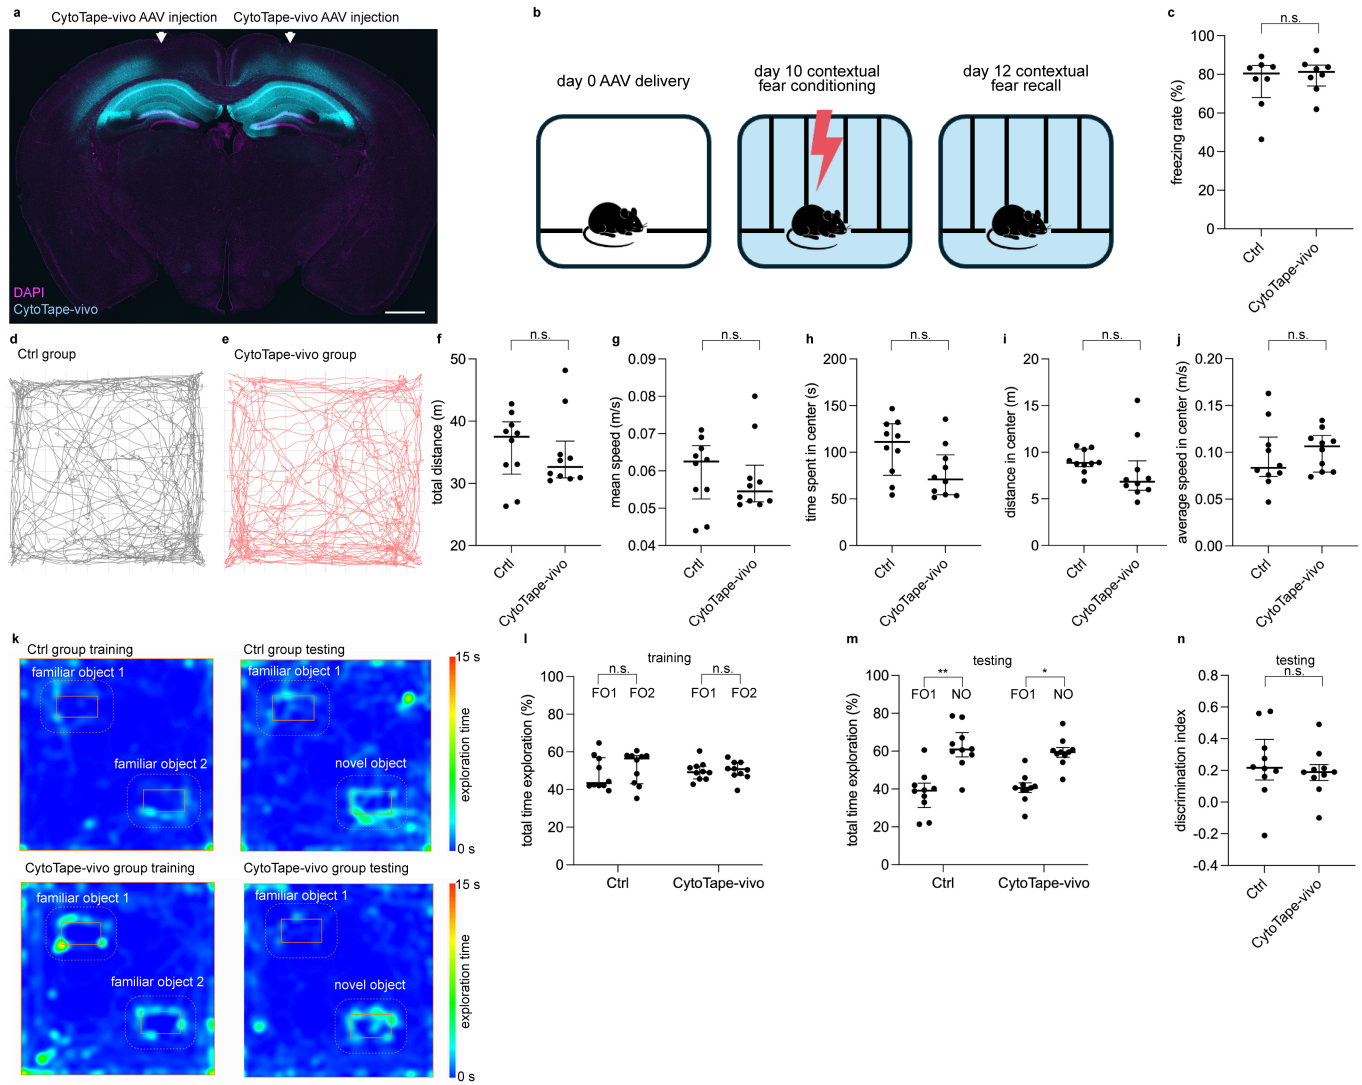 a
CytoTape-vivo AAV injection
CytoTape-vivo AAV injection
DAPI
CytoTape-vivo
b
day 0 AAV delivery
day 10 contextual
fear conditioning
day 12 contextual
fear recall
c
n.s.
freezing rate (%)
100
80
60
40
20
0
Ctrl
CytoTape-vivo
d
Ctrl group
e
CytoTape-vivo group
f
n.s.
total distance (m)
50
40
30
20
Crtl
CytoTape-vivo
g
n.s.
mean speed (m/s)
0.09
0.08
0.07
0.06
0.05
0.04
Crtl
CytoTape-vivo
h
n.s.
time spent in center (s)
200
150
100
50
0
Ctrl
CytoTape-vivo
i
n.s.
distance in center (m)
20
15
10
5
0
Ctrl
CytoTape-vivo
j
n.s.
average speed in center (m/s)
0.20
0.15
0.10
0.05
0.00
Ctrl
CytoTape-vivo
k
Ctrl group training
familiar object 1
familiar object 2
Ctrl group testing
familiar object 1
novel object
15 s
exploration time
0 s
CytoTape-vivo group training
familiar object 1
familiar object 2
CytoTape-vivo group testing
familiar object 1
novel object
15 s
exploration time
0 s
l
training
n.s.
n.s.
FO1
FO2
FO1
FO2
total time exploration (%)
100
80
60
40
20
0
Ctrl
CytoTape-vivo
m
testing
**
*
FO1
NO
FO1
NO
total time exploration (%)
100
80
60
40
20
0
Ctrl
CytoTape-vivo
n
testing
n.s.
discrimination index
0.8
0.6
0.4
0.2
0.0
-0.2
-0.4
Ctrl
CytoTape-vivo